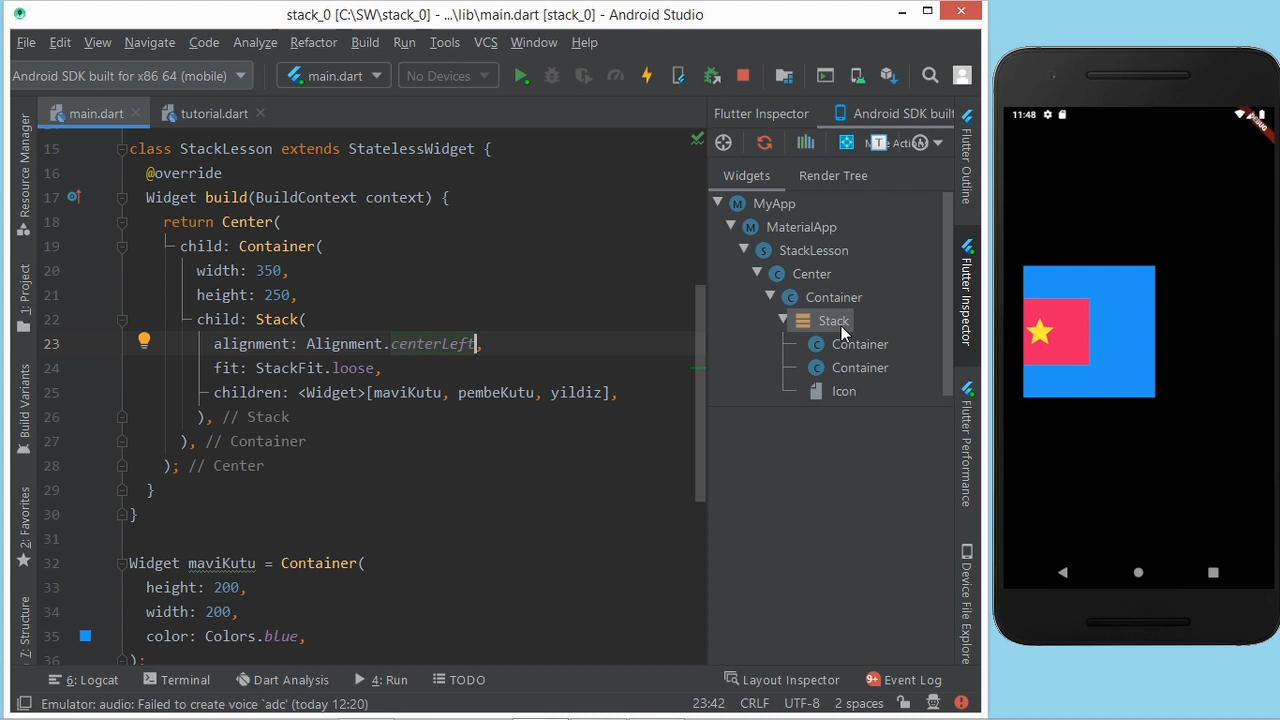 stack_0 [C:\SW\stack_0] - ...\lib\main.dart [stack_0] - Android Studio
File Edit View Navigate Code Analyze Refactor Build Run Tools VCS Window Help
Android SDK built for x86 64 (mobile) main.dart No Devices
main.dart tutorial.dart Flutter Inspector Android SDK buil
15 class StackLesson extends StatelessWidget {
16 @override
17 Widget build(BuildContext context) {
18 return Center(
19 child: Container(
20 width: 350,
21 height: 250,
22 child: Stack(
23 alignment: Alignment.centerLeft,
24 fit: StackFit.loose,
25 children: <Widget>[maviKutu, pembeKutu, yildiz],
26 ), // Stack
27 ), // Container
28 ); // Center
29 }
30 }
31
32 Widget maviKutu = Container(
33 height: 200,
34 width: 200,
35 color: Colors.blue,
36 );
Resource Manager
1: Project
Build Variants
2: Favorites
7: Structure
Widgets Render Tree
MyApp
MaterialApp
StackLesson
Center
Container
Stack
Container
Container
Icon
Flutter Outline
Flutter Inspector
Flutter Performance
Device File Explore
6: Logcat Terminal Dart Analysis 4: Run TODO Layout Inspector 9+ Event Log
Emulator: audio: Failed to create voice `adc' (today 12:20) 23:42 CRLF UTF-8 2 spaces
11:48
DEBUG